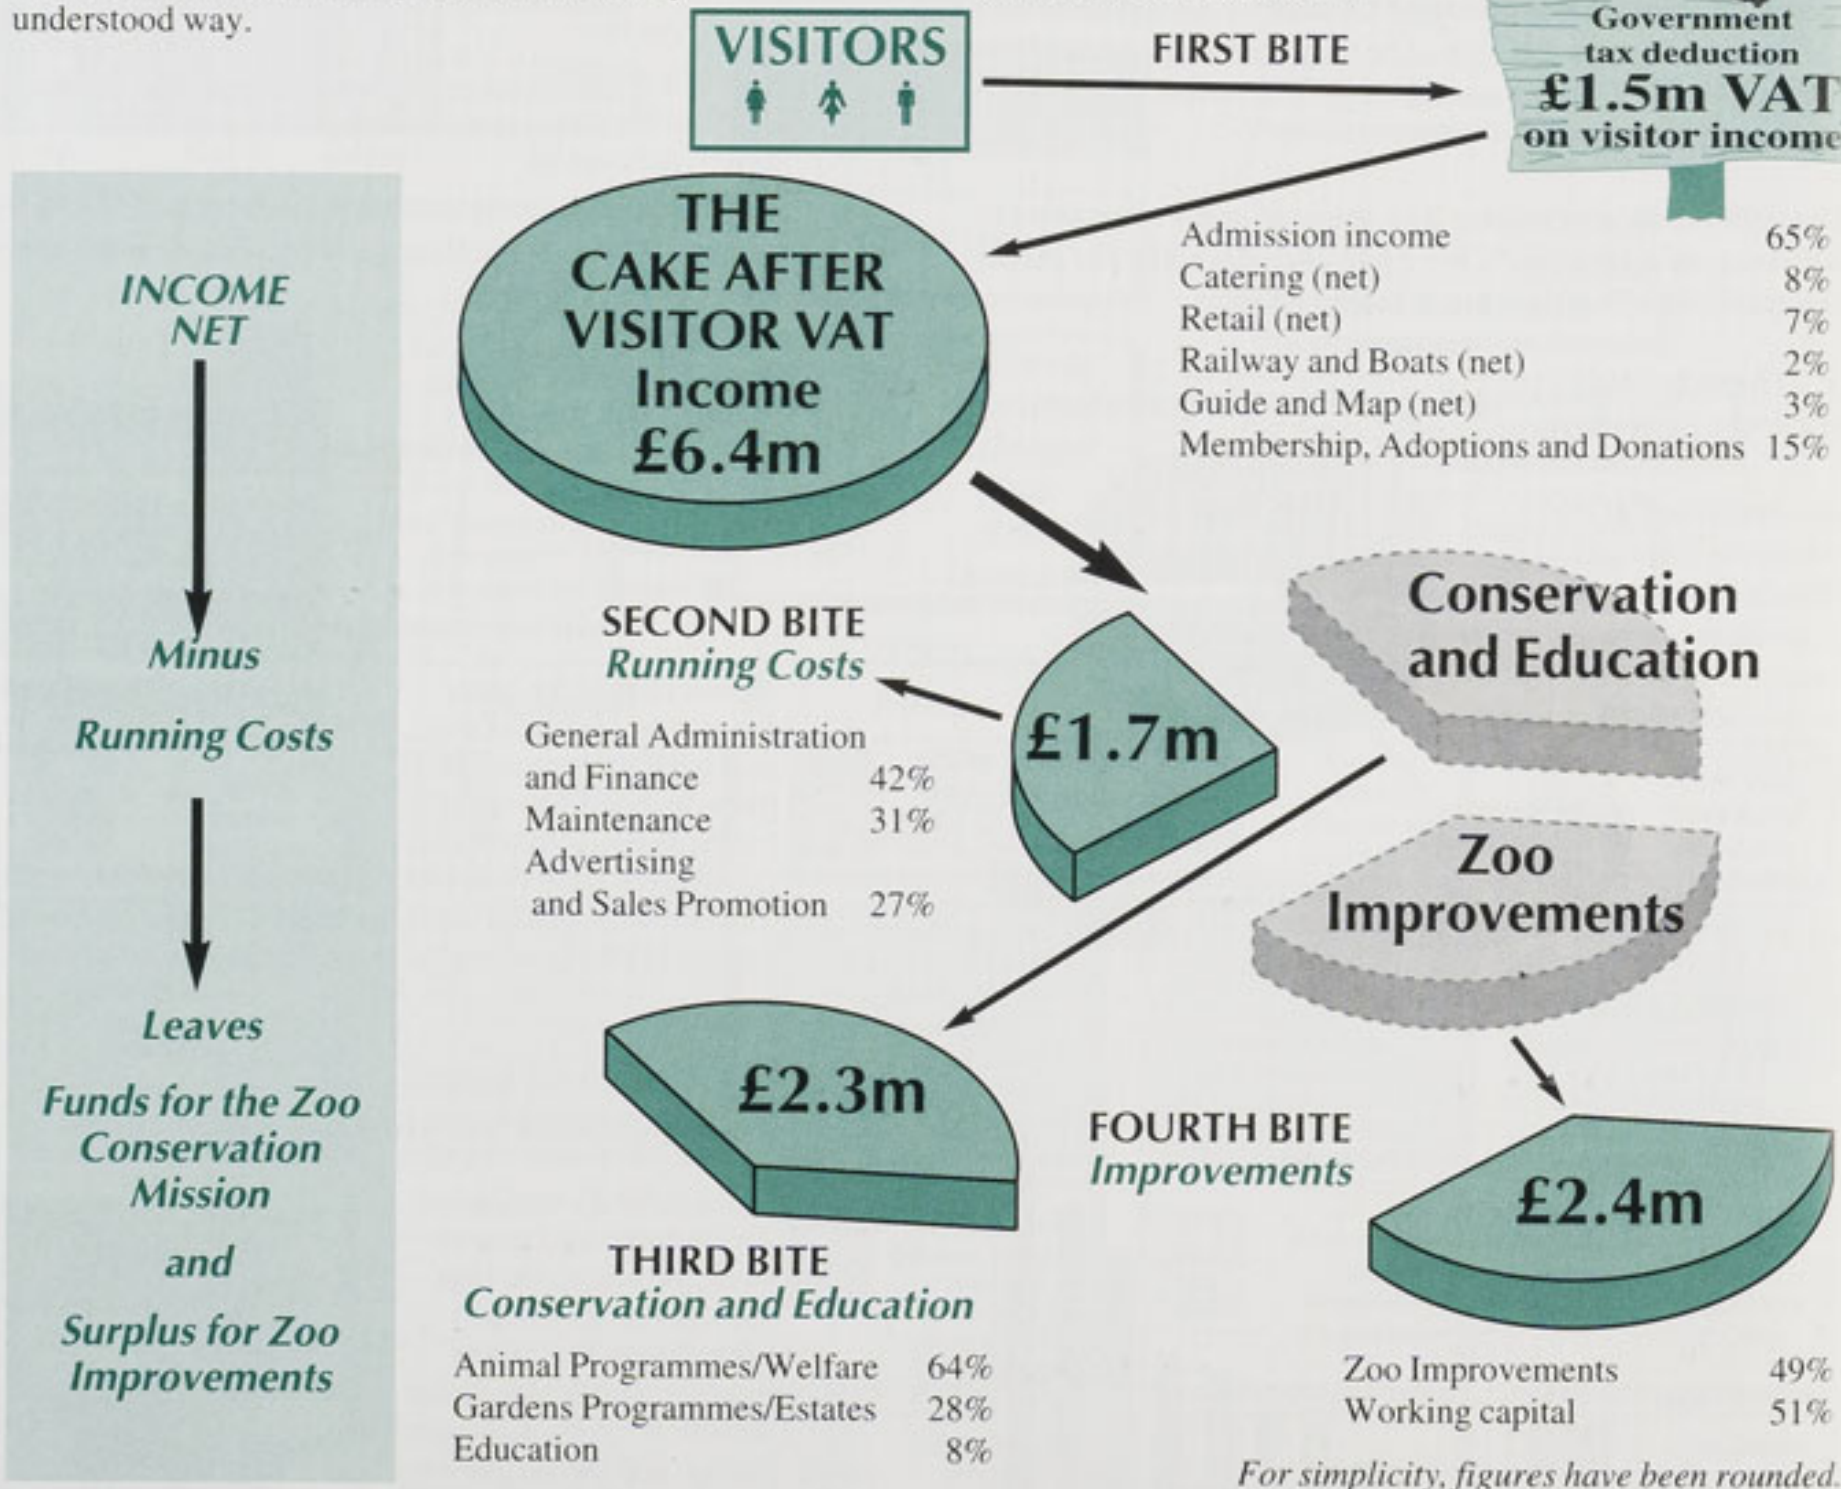 understood way.
VISITORS
FIRST BITE
Government
tax deduction
£1.5m VAT
on visitor income
INCOME
NET
Minus
Running Costs
Leaves
Funds for the Zoo
Conservation
Mission
and
Surplus for Zoo
Improvements
THE
CAKE AFTER
VISITOR VAT
Income
£6.4m
Admission income 65%
Catering (net) 8%
Retail (net) 7%
Railway and Boats (net) 2%
Guide and Map (net) 3%
Membership, Adoptions and Donations 15%
SECOND BITE
Running Costs
General Administration
and Finance 42%
Maintenance 31%
Advertising
and Sales Promotion 27%
£1.7m
Conservation
and Education
Zoo
Improvements
£2.3m
THIRD BITE
Conservation and Education
Animal Programmes/Welfare 64%
Gardens Programmes/Estates 28%
Education 8%
FOURTH BITE
Improvements
£2.4m
Zoo Improvements 49%
Working capital 51%
For simplicity, figures have been rounded.